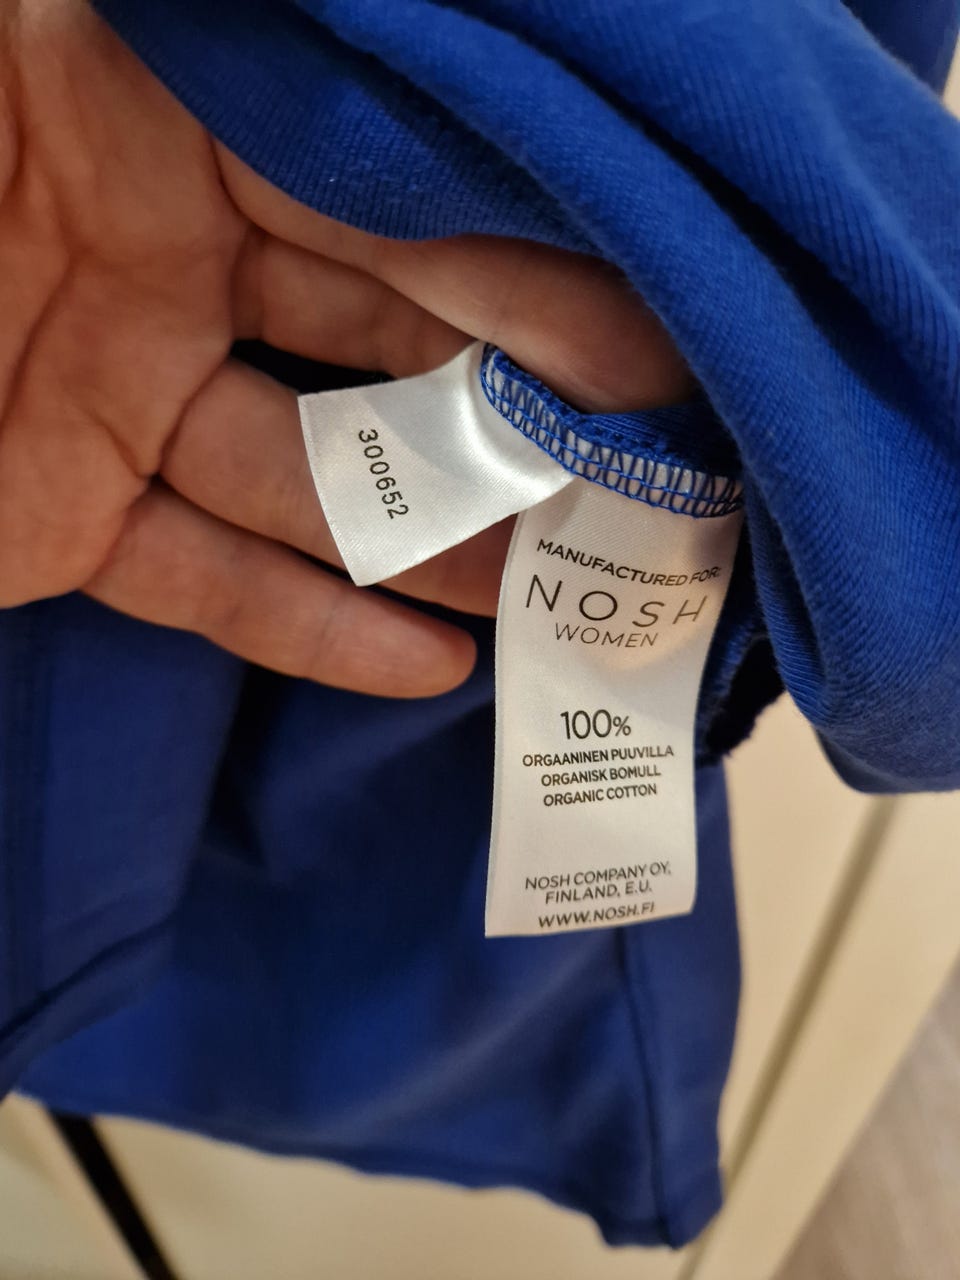 300652
MANUFACTURED FOR:
NOSH
WOMEN
100%
ORGAANINEN PUUVILLA
ORGANISK BOMULL
ORGANIC COTTON
NOSH COMPANY OY,
FINLAND, E.U.
WWW.NOSH.FI